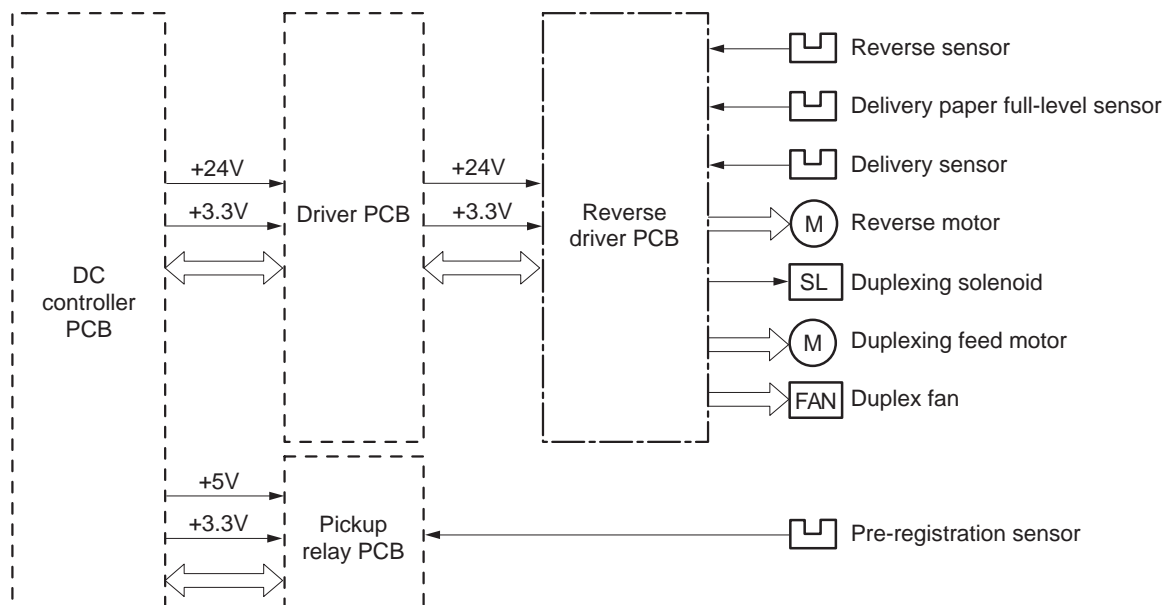 DC
controller
PCB
+24V
+3.3V
Driver PCB
+24V
+3.3V
Reverse
driver PCB
Reverse sensor
Delivery paper full-level sensor
Delivery sensor
M
Reverse motor
SL
Duplexing solenoid
M
Duplexing feed motor
FAN
Duplex fan
+5V
+3.3V
Pickup
relay PCB
Pre-registration sensor